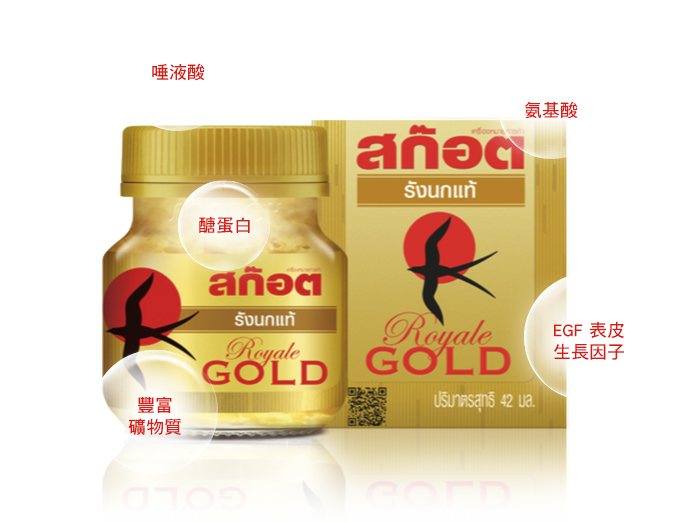 唾液酸
氨基酸
สก๊อต
รังนกแท้
醣蛋白
สก๊อต
รังนกแท้
Royale
GOLD
Royale
GOLD
EGF 表皮
生長因子
豐富
礦物質
ปริมาตรสุทธิ 42 มล.